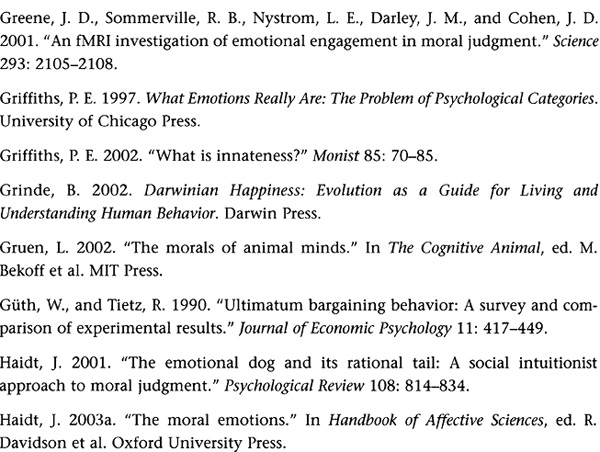 Greene, J. D., Sommerville, R. B., Nystrom, L. E., Darley, J. M., and Cohen, J. D.
2001. “An fMRI investigation of emotional engagement in moral judgment.” Science
293: 2105–2108.
Griffiths, P. E. 1997. What Emotions Really Are: The Problem of Psychological Categories.
University of Chicago Press.
Griffiths, P. E. 2002. “What is innateness?” Monist 85: 70–85.
Grinde, B. 2002. Darwinian Happiness: Evolution as a Guide for Living and
Understanding Human Behavior. Darwin Press.
Gruen, L. 2002. “The morals of animal minds.” In The Cognitive Animal, ed. M.
Bekoff et al. MIT Press.
Güth, W., and Tietz, R. 1990. “Ultimatum bargaining behavior: A survey and com-
parison of experimental results.” Journal of Economic Psychology 11: 417–449.
Haidt, J. 2001. “The emotional dog and its rational tail: A social intuitionist
approach to moral judgment.” Psychological Review 108: 814–834.
Haidt, J. 2003a. “The moral emotions.” In Handbook of Affective Sciences, ed. R.
Davidson et al. Oxford University Press.